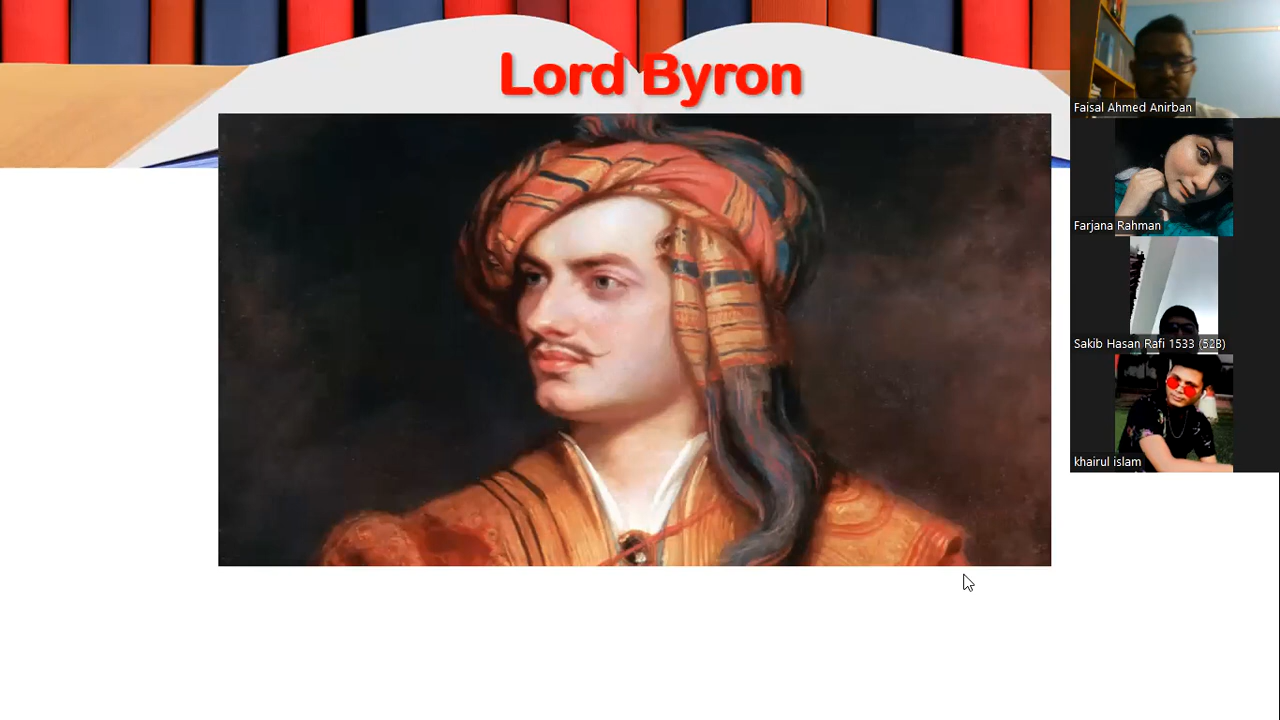 Lord Byron
Faisal Ahmed Anirban
Farjana Rahman
Sakib Hasan Rafi 1533 (52B)
khairul islam